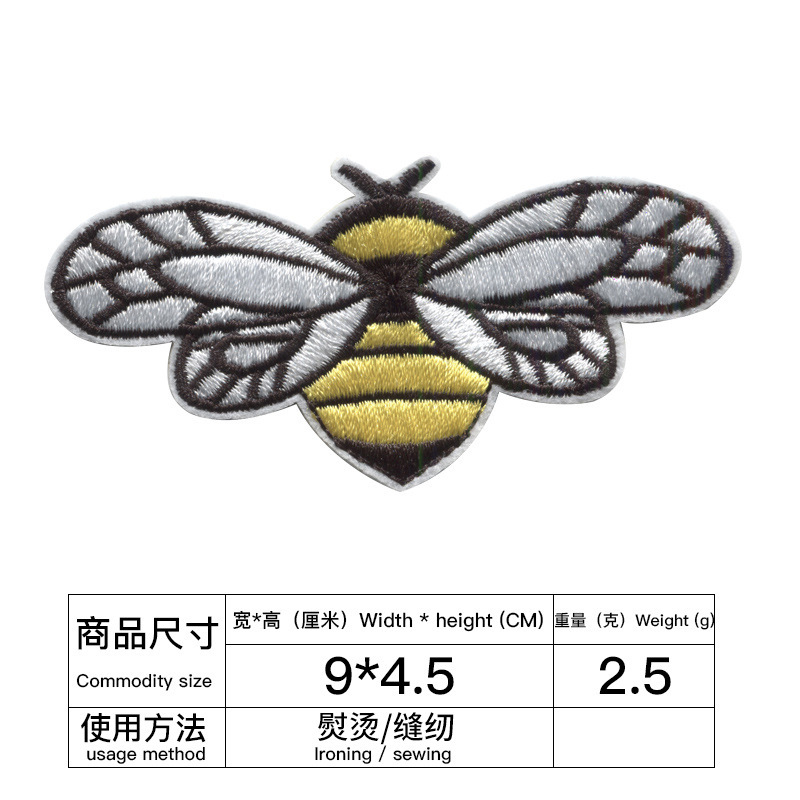 商品尺寸
Commodity size
宽*高（厘米）Width * height (CM)
重量（克）Weight (g)
9*4.5
2.5
使用方法
usage method
熨烫/缝纫
Ironing / sewing